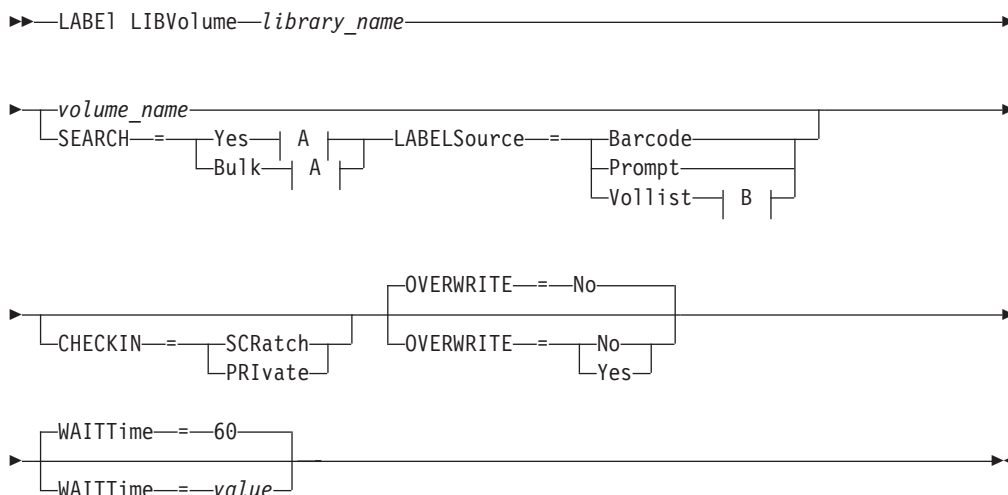 LABEl LIBVolume library_name
volume_name
SEARCH = Yes A LABELSource = Barcode
Bulk A Prompt
Vollist B
OVERWRITE = No
CHECKIN = SCRatch OVERWRITE = No
PRIvate Yes
WAITTime = 60
WAITTime = value